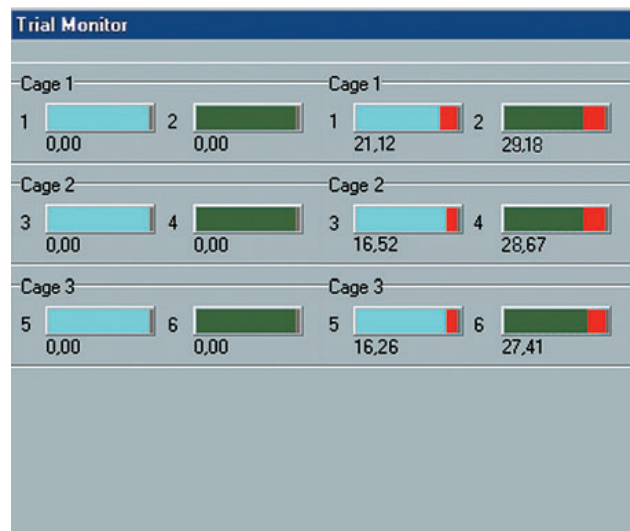 Trial Monitor
Cage 1 Cage 1
1 2 1 2
0,00 0,00 21,12 29,18
Cage 2 Cage 2
3 4 3 4
0,00 0,00 16,52 28,67
Cage 3 Cage 3
5 6 5 6
0,00 0,00 16,26 27,41